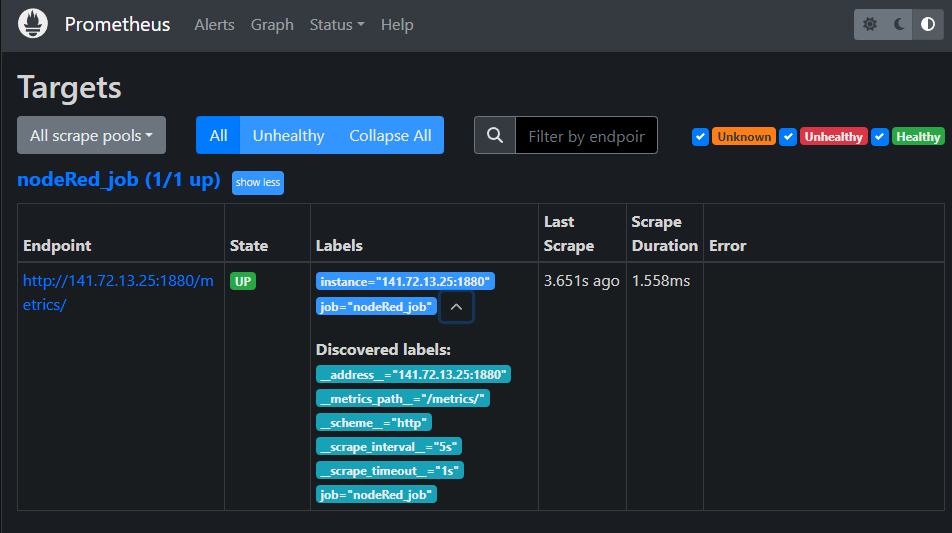 Prometheus Alerts Graph Status Help
Targets
All scrape pools All Unhealthy Collapse All Filter by endpoir Unknown Unhealthy Healthy
nodeRed_job (1/1 up) show less
Endpoint State Labels Last Scrape Scrape Duration Error
http://141.72.13.25:1880/m
etrics/
UP
instance="141.72.13.25:1880"
job="nodeRed_job"
3.651s ago 1.558ms
Discovered labels:
__address__="141.72.13.25:1880"
__metrics_path__="/metrics/"
__scheme__="http"
__scrape_interval__="5s"
__scrape_timeout__="1s"
job="nodeRed_job"